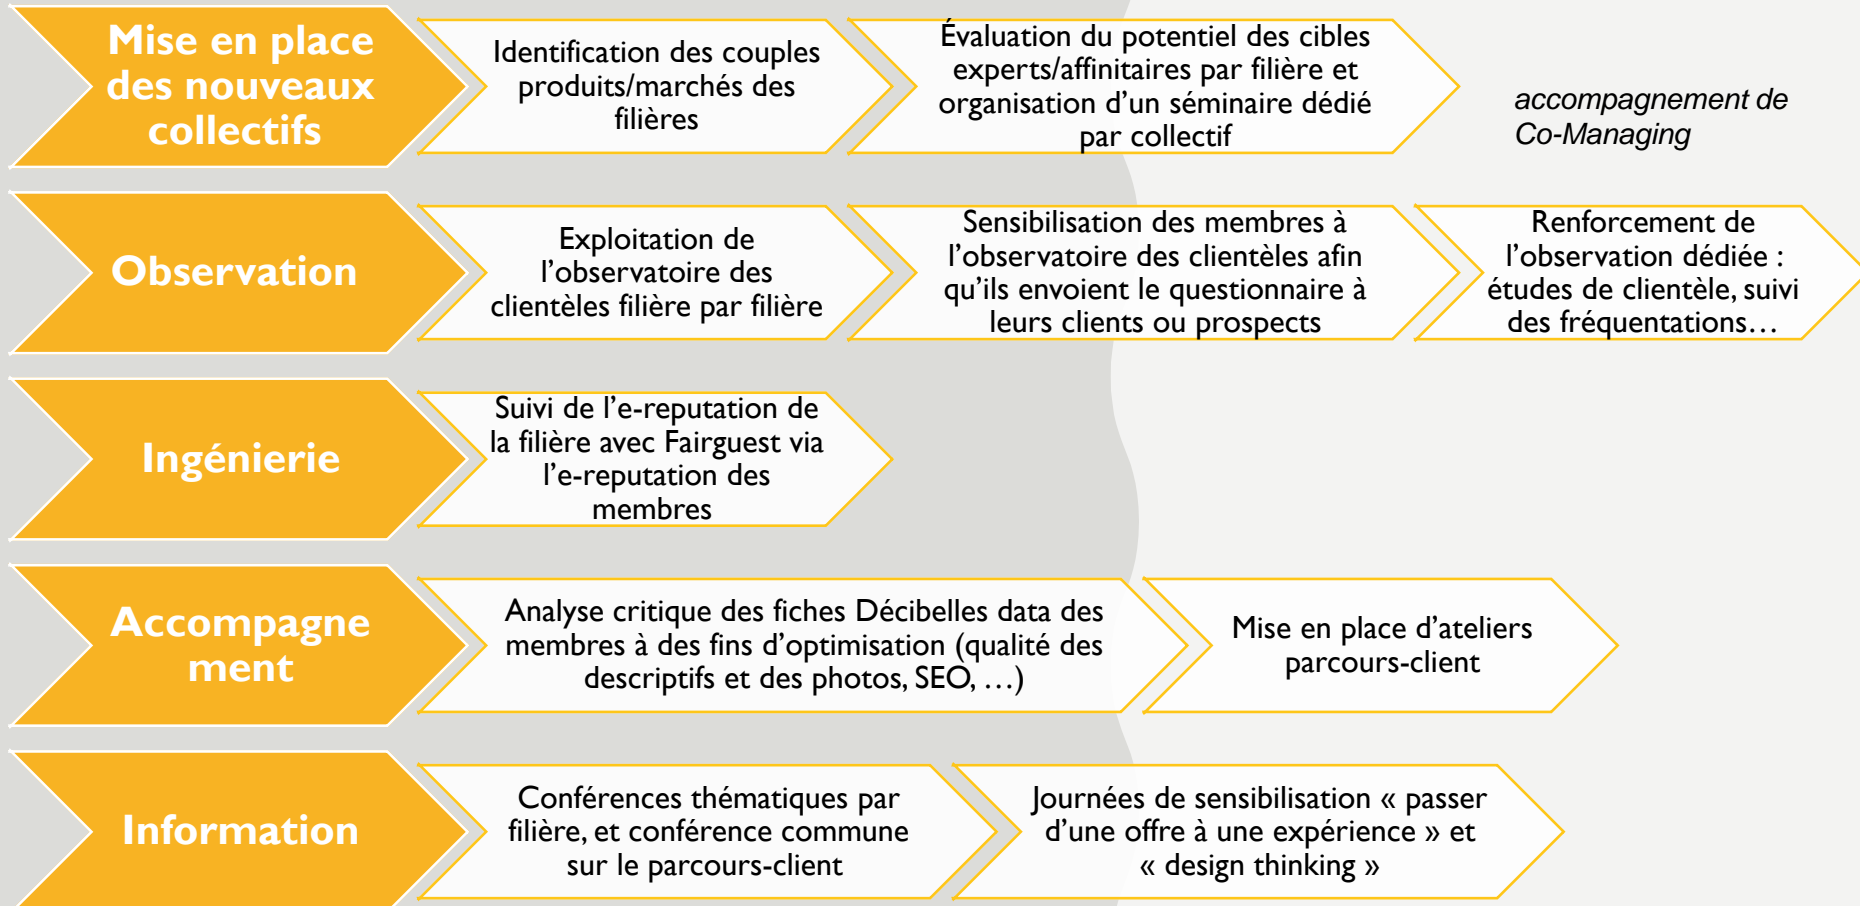 Mise en place
des nouveaux
collectifs
Identification des couples
produits/marchés des
filières
Évaluation du potentiel des cibles
experts/affinitaires par filière et
organisation d’un séminaire dédié
par collectif
accompagnement de
Co-Managing
Observation
Exploitation de
l’observatoire des
clientèles filière par filière
Sensibilisation des membres à
l’observatoire des clientèles afin
qu’ils envoient le questionnaire à
leurs clients ou prospects
Renforcement de
l’observation dédiée :
études de clientèle, suivi
des fréquentations…
Ingénierie
Suivi de l’e-reputation de
la filière avec Fairguest via
l’e-reputation des
membres
Accompagne
ment
Analyse critique des fiches Décibelles data des
membres à des fins d’optimisation (qualité des
descriptifs et des photos, SEO, …)
Mise en place d’ateliers
parcours-client
Information
Conférences thématiques par
filière, et conférence commune
sur le parcours-client
Journées de sensibilisation « passer
d’une offre à une expérience » et
« design thinking »